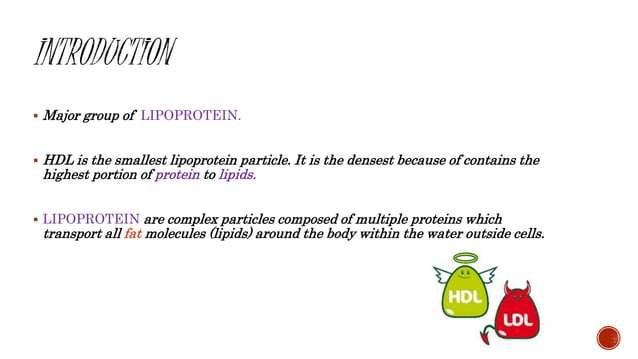 INTRODUCTION
Major group of LIPOPROTEIN.
HDL is the smallest lipoprotein particle. It is the densest because of contains the
highest portion of protein to lipids.
LIPOPROTEIN are complex particles composed of multiple proteins which
transport all fat molecules (lipids) around the body within the water outside cells.
HDL
LDL